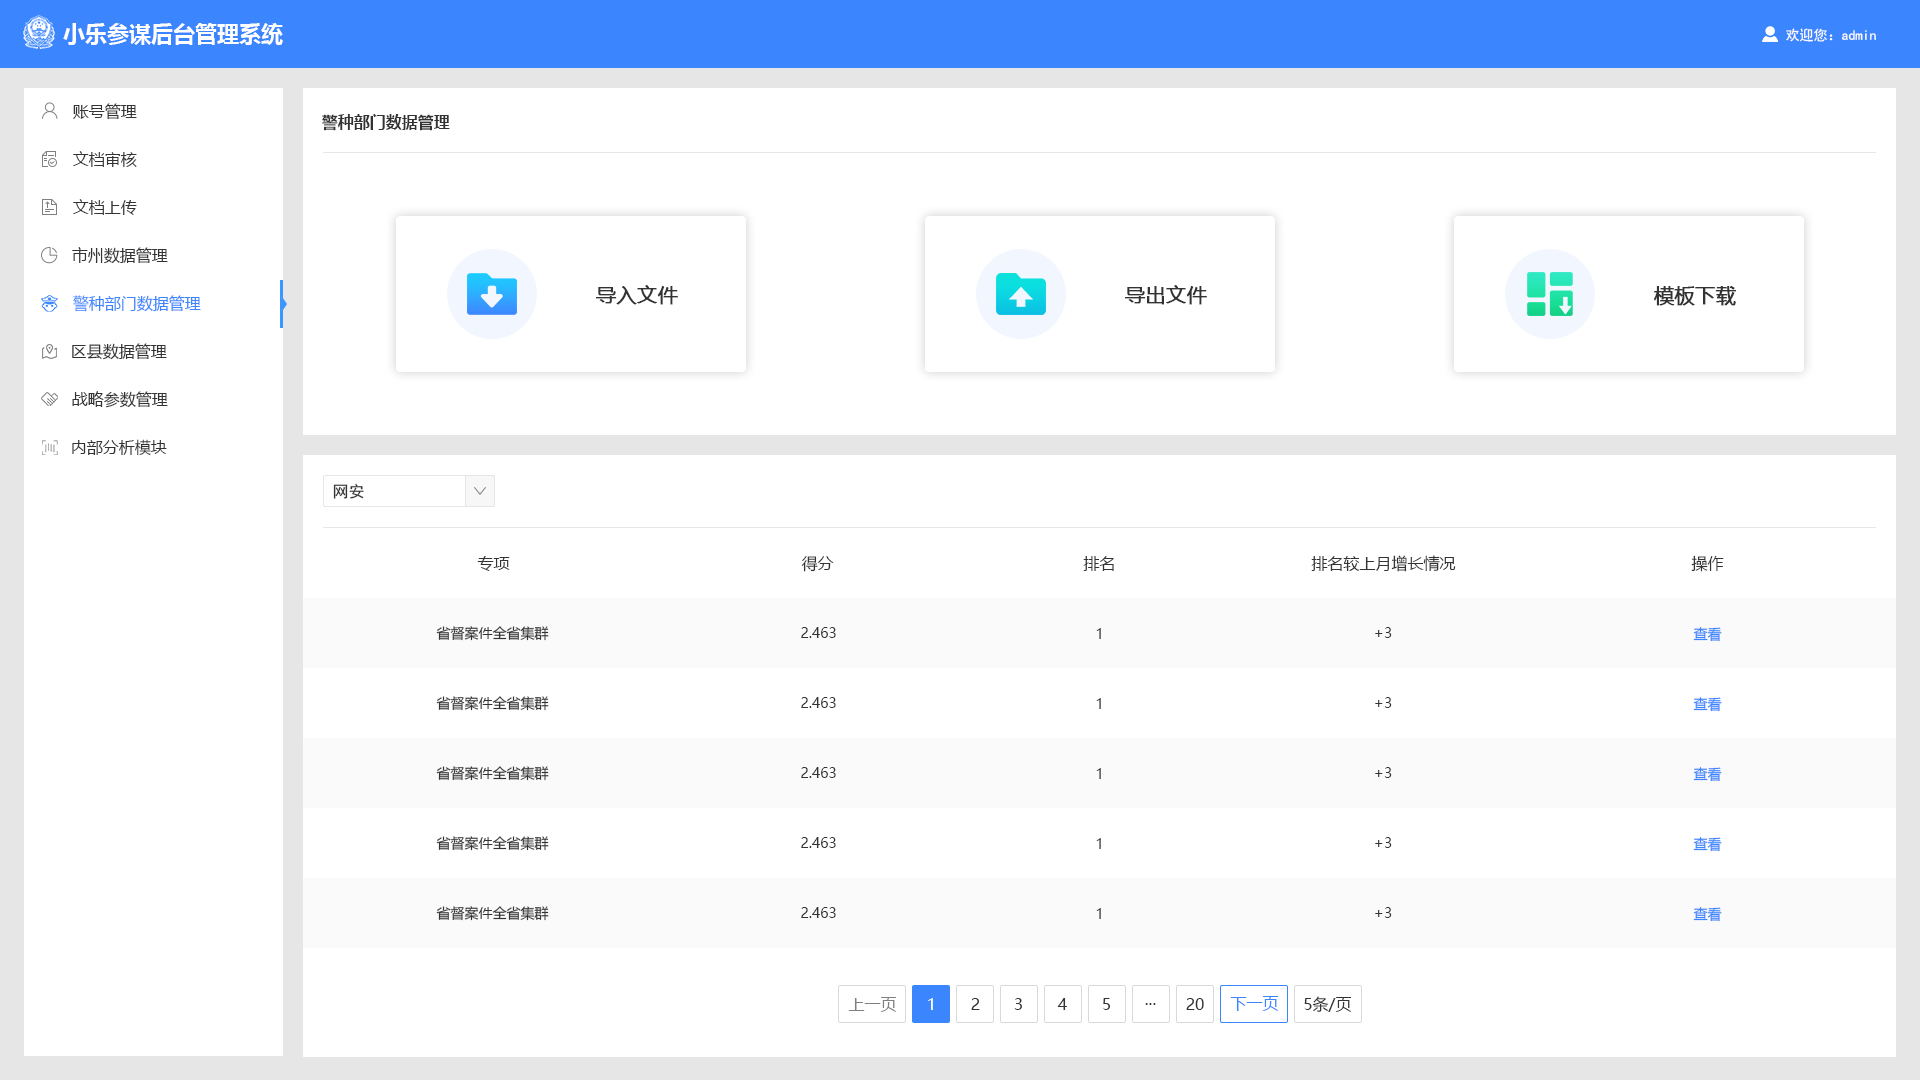 小乐参谋后台管理系统
欢迎您：admin
账号管理
文档审核
文档上传
市州数据管理
警种部门数据管理
区县数据管理
战略参数管理
内部分析模块
警种部门数据管理
导入文件
导出文件
模板下载
网安
专项 得分 排名 排名较上月增长情况 操作
省督案件全省集群 2.463 1 +3 查看
省督案件全省集群 2.463 1 +3 查看
省督案件全省集群 2.463 1 +3 查看
省督案件全省集群 2.463 1 +3 查看
省督案件全省集群 2.463 1 +3 查看
上一页 1 2 3 4 5 ··· 20 下一页 5条/页